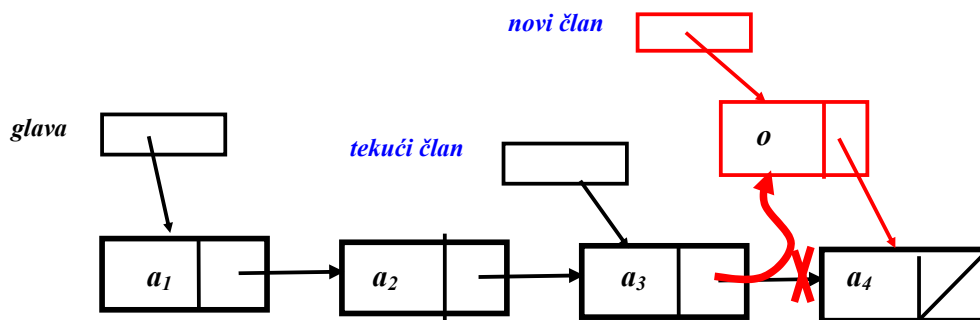 novi član
glava
o
tekući član
a1
a2
a3
a4